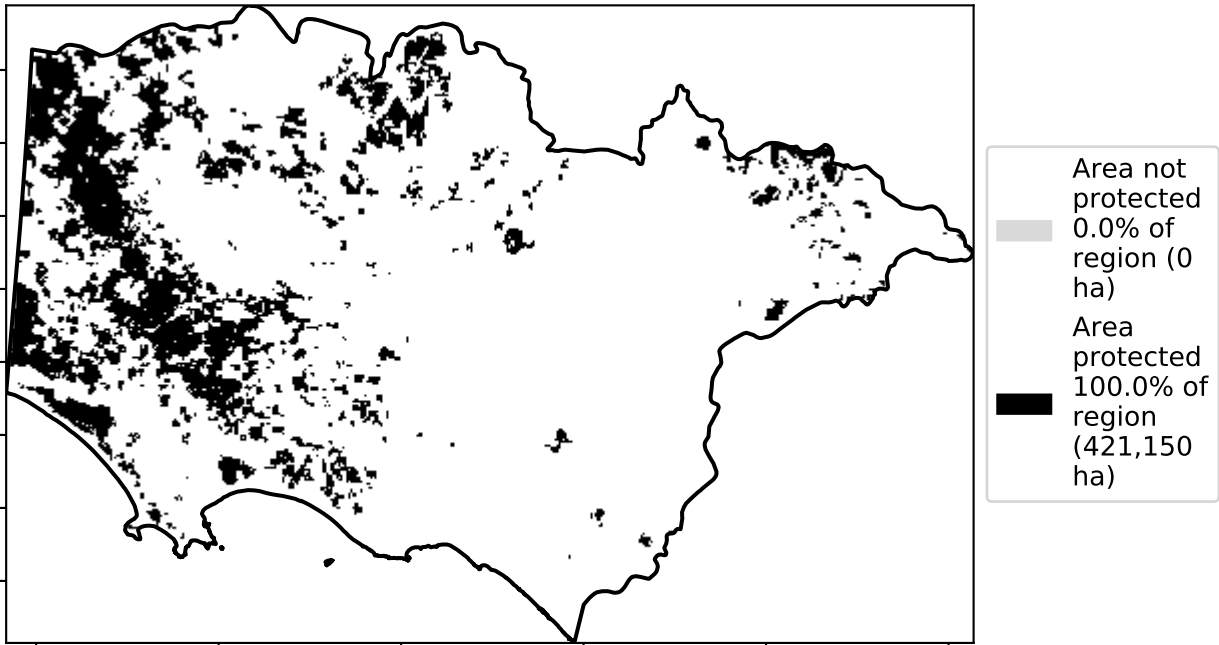 Area not
protected
0.0% of
region (0
ha)
Area
protected
100.0% of
region
(421,150
ha)